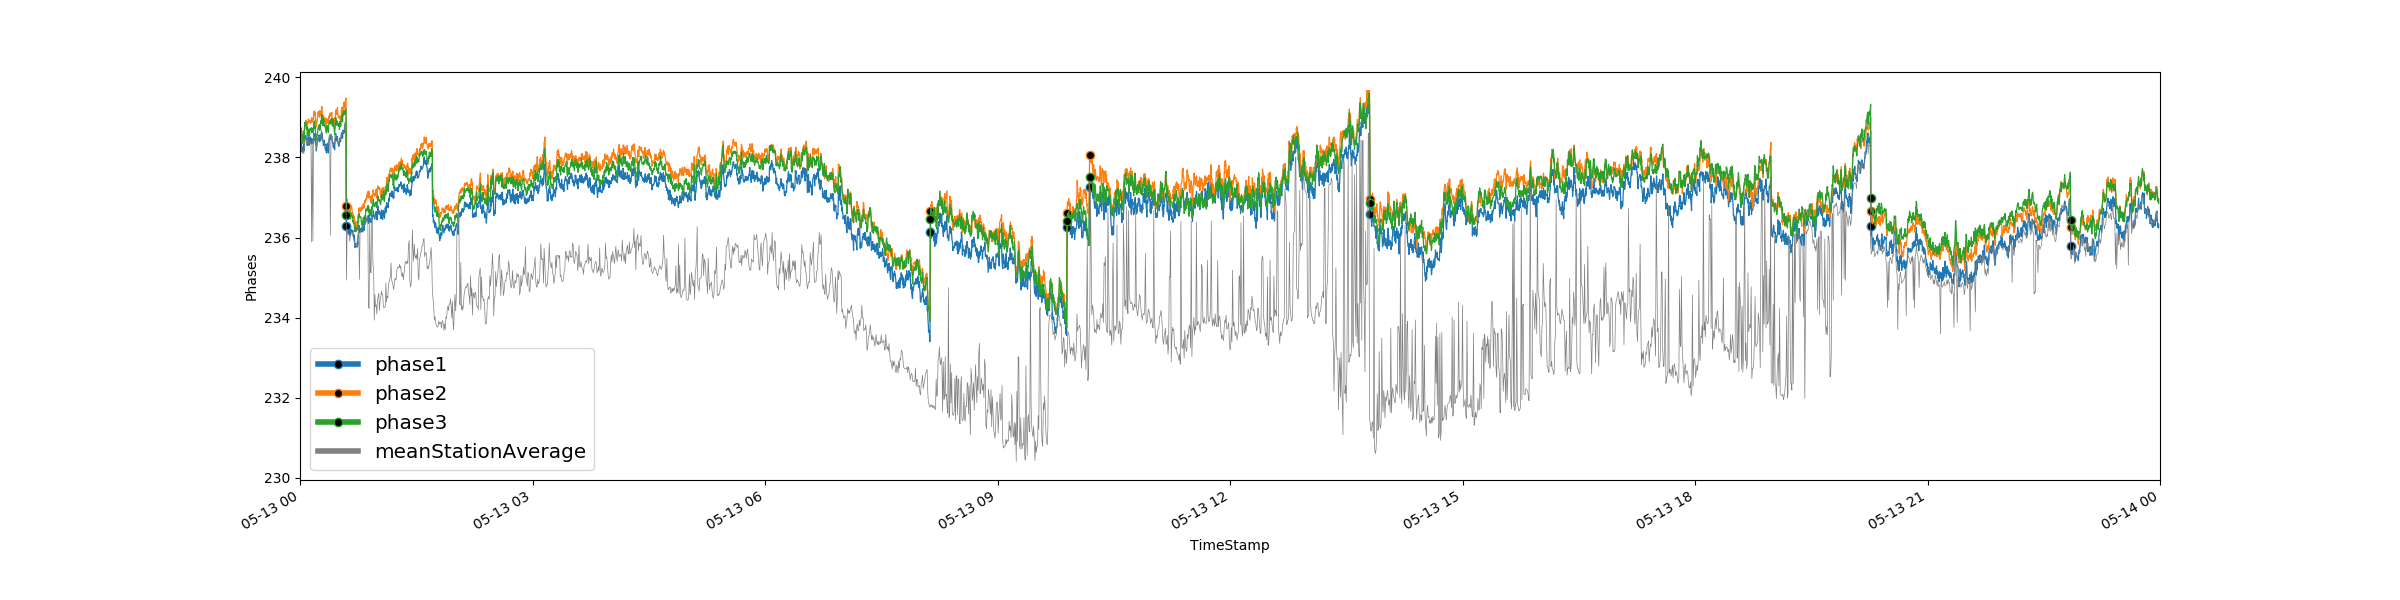 240
238
236
234
232
230
Phases
phase1
phase2
phase3
meanStationAverage
05-13 00
05-13 03
05-13 06
05-13 09
05-13 12
05-13 15
05-13 18
05-13 21
05-14 00
TimeStamp